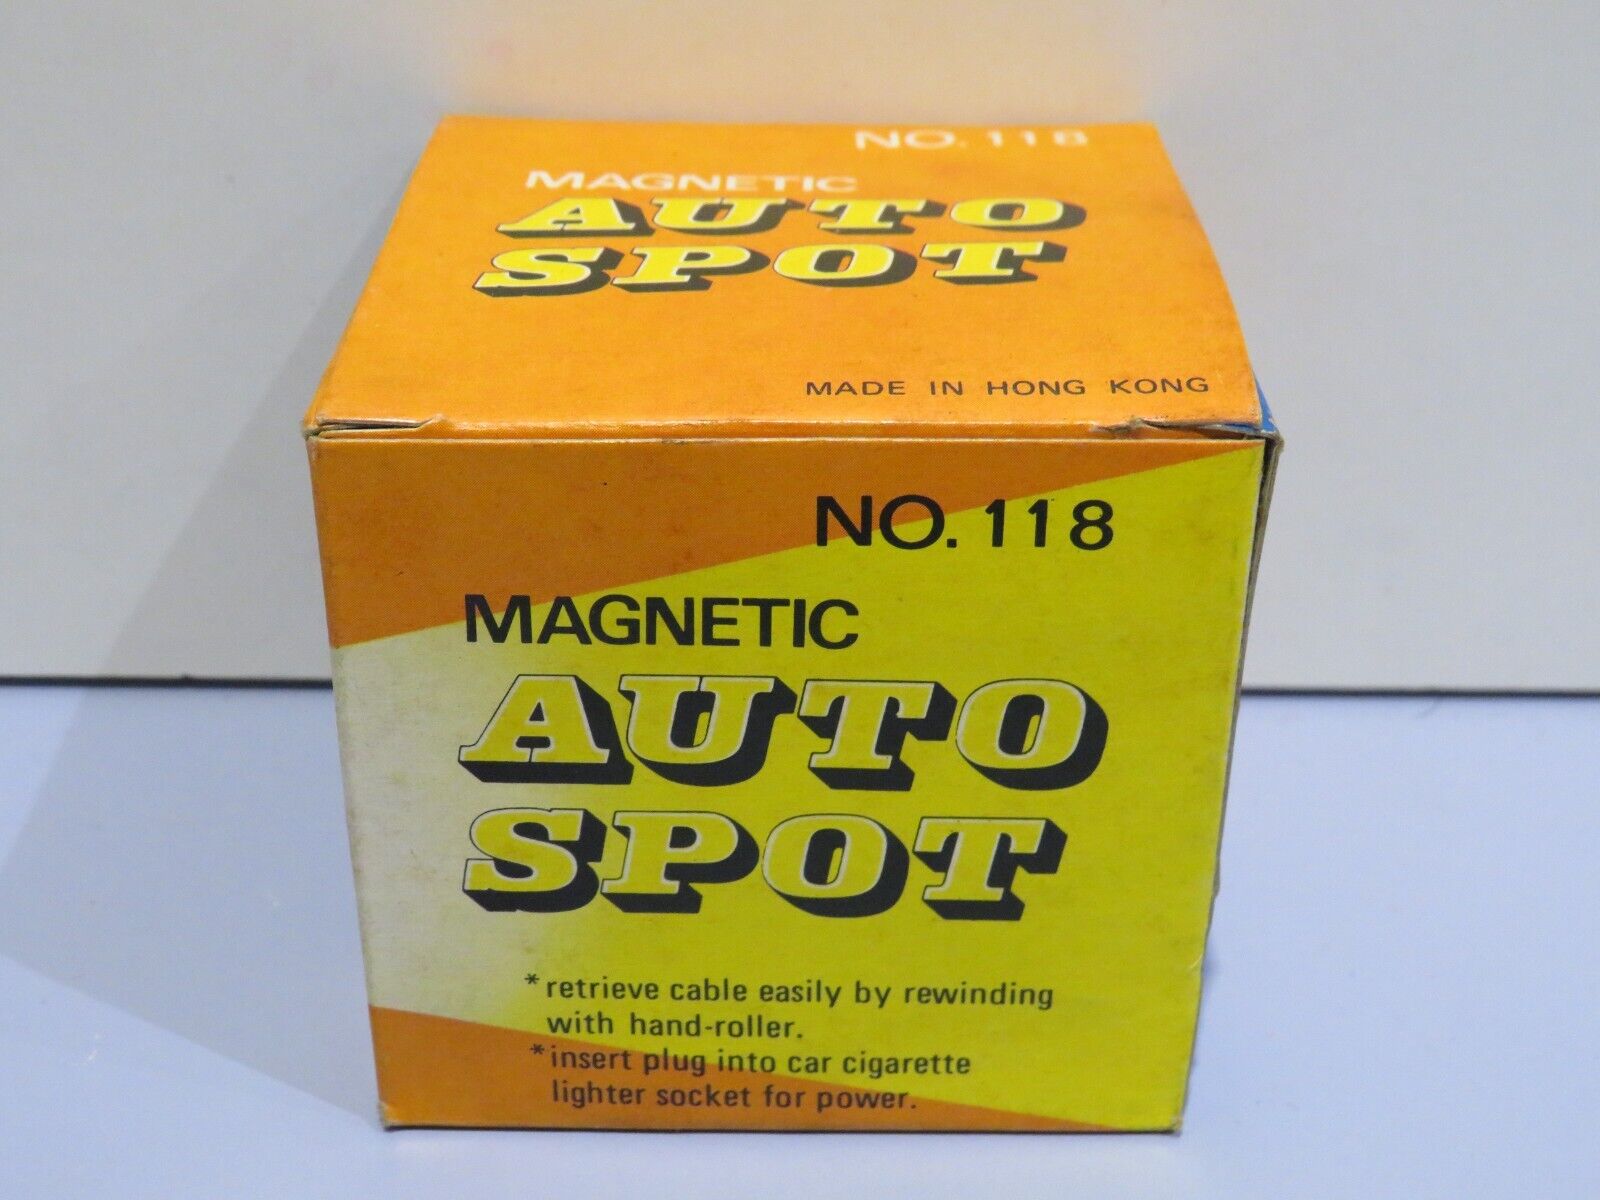 NO. 118
MAGNETIC
AUTO
SPOT
MADE IN HONG KONG
NO. 118
MAGNETIC
AUTO
SPOT
*retrieve cable easily by rewinding
with hand-roller.
*insert plug into car cigarette
lighter socket for power.